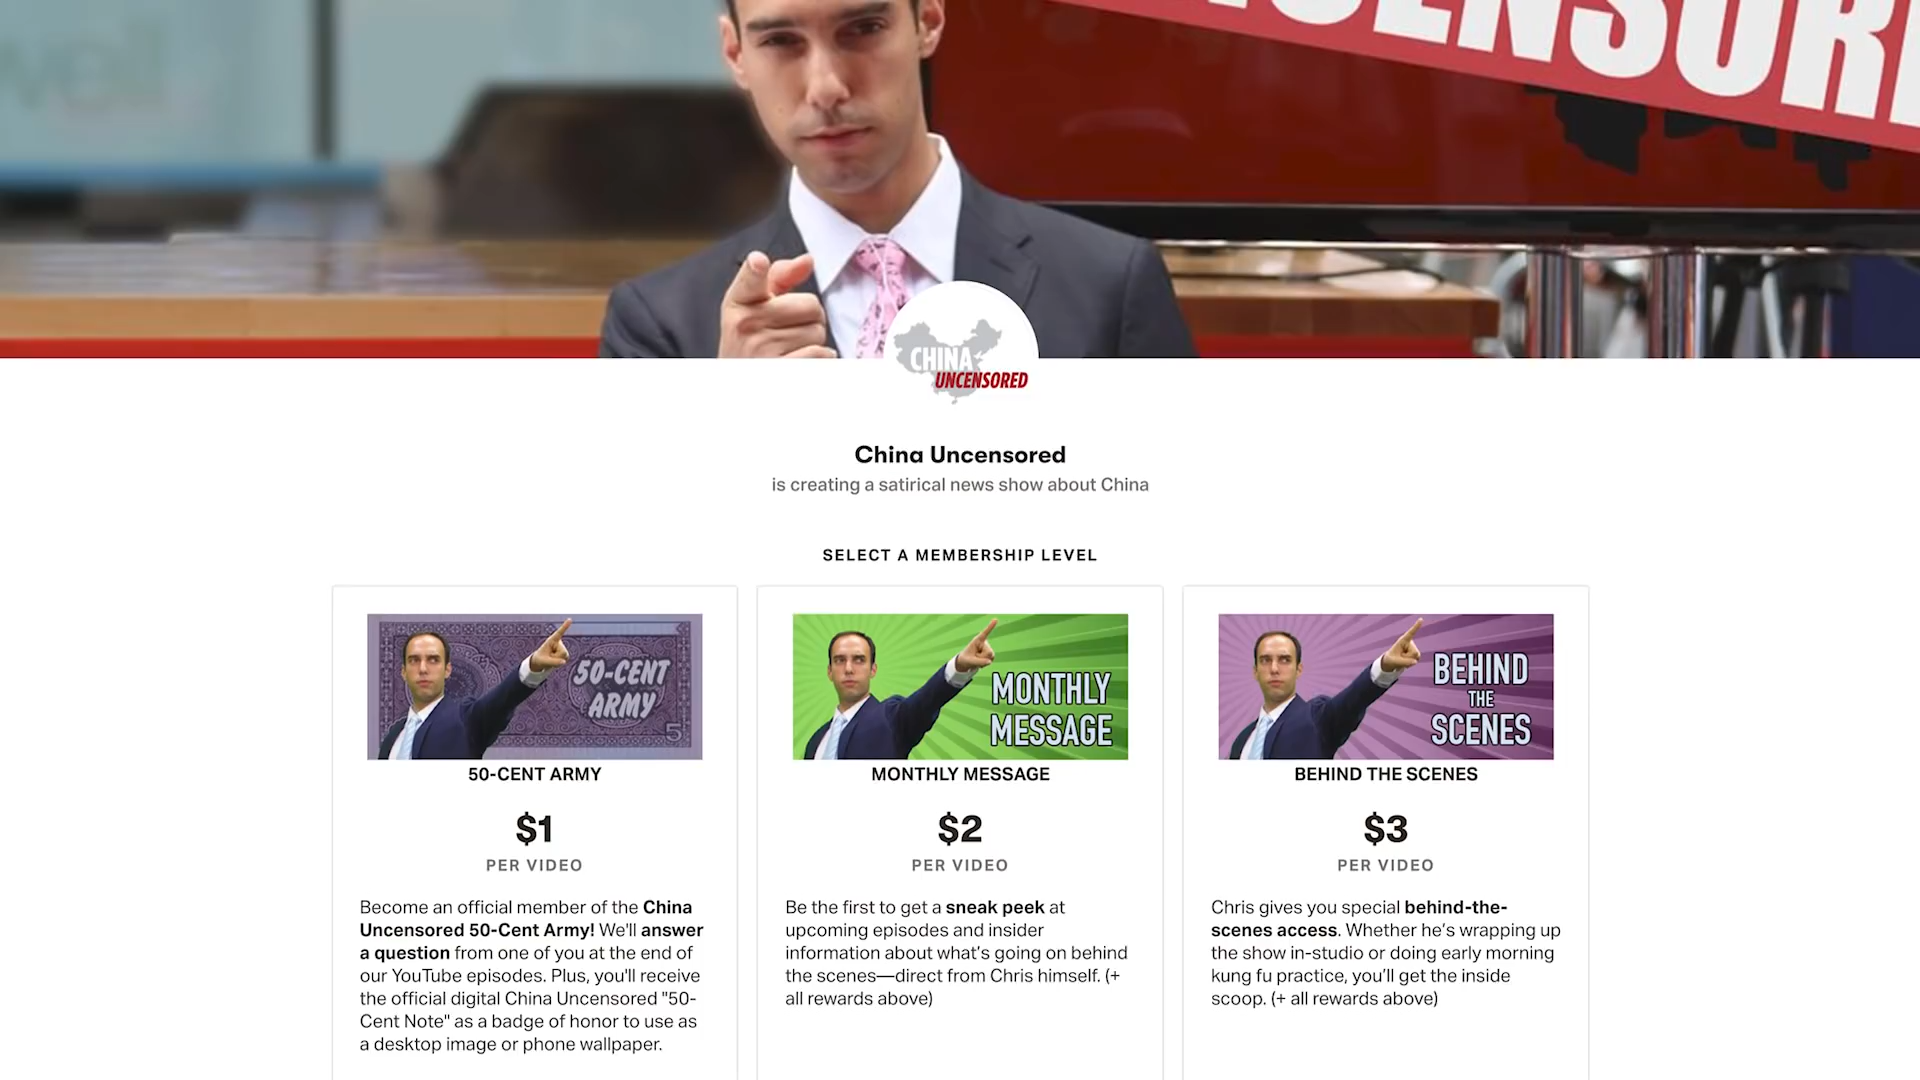 CHINA
UNCENSORED
China Uncensored
is creating a satirical news show about China
SELECT A MEMBERSHIP LEVEL
50-CENT
ARMY
5
50-CENT ARMY
$1
PER VIDEO
Become an official member of the China
Uncensored 50-Cent Army! We'll answer
a question from one of you at the end of
our YouTube episodes. Plus, you'll receive
the official digital China Uncensored "50-
Cent Note" as a badge of honor to use as
a desktop image or phone wallpaper.
MONTHLY
MESSAGE
MONTHLY MESSAGE
$2
PER VIDEO
Be the first to get a sneak peek at
upcoming episodes and insider
information about what's going on behind
the scenes—direct from Chris himself. (+
all rewards above)
BEHIND
THE
SCENES
BEHIND THE SCENES
$3
PER VIDEO
Chris gives you special behind-the-
scenes access. Whether he's wrapping up
the show in-studio or doing early morning
kung fu practice, you'll get the inside
scoop. (+ all rewards above)